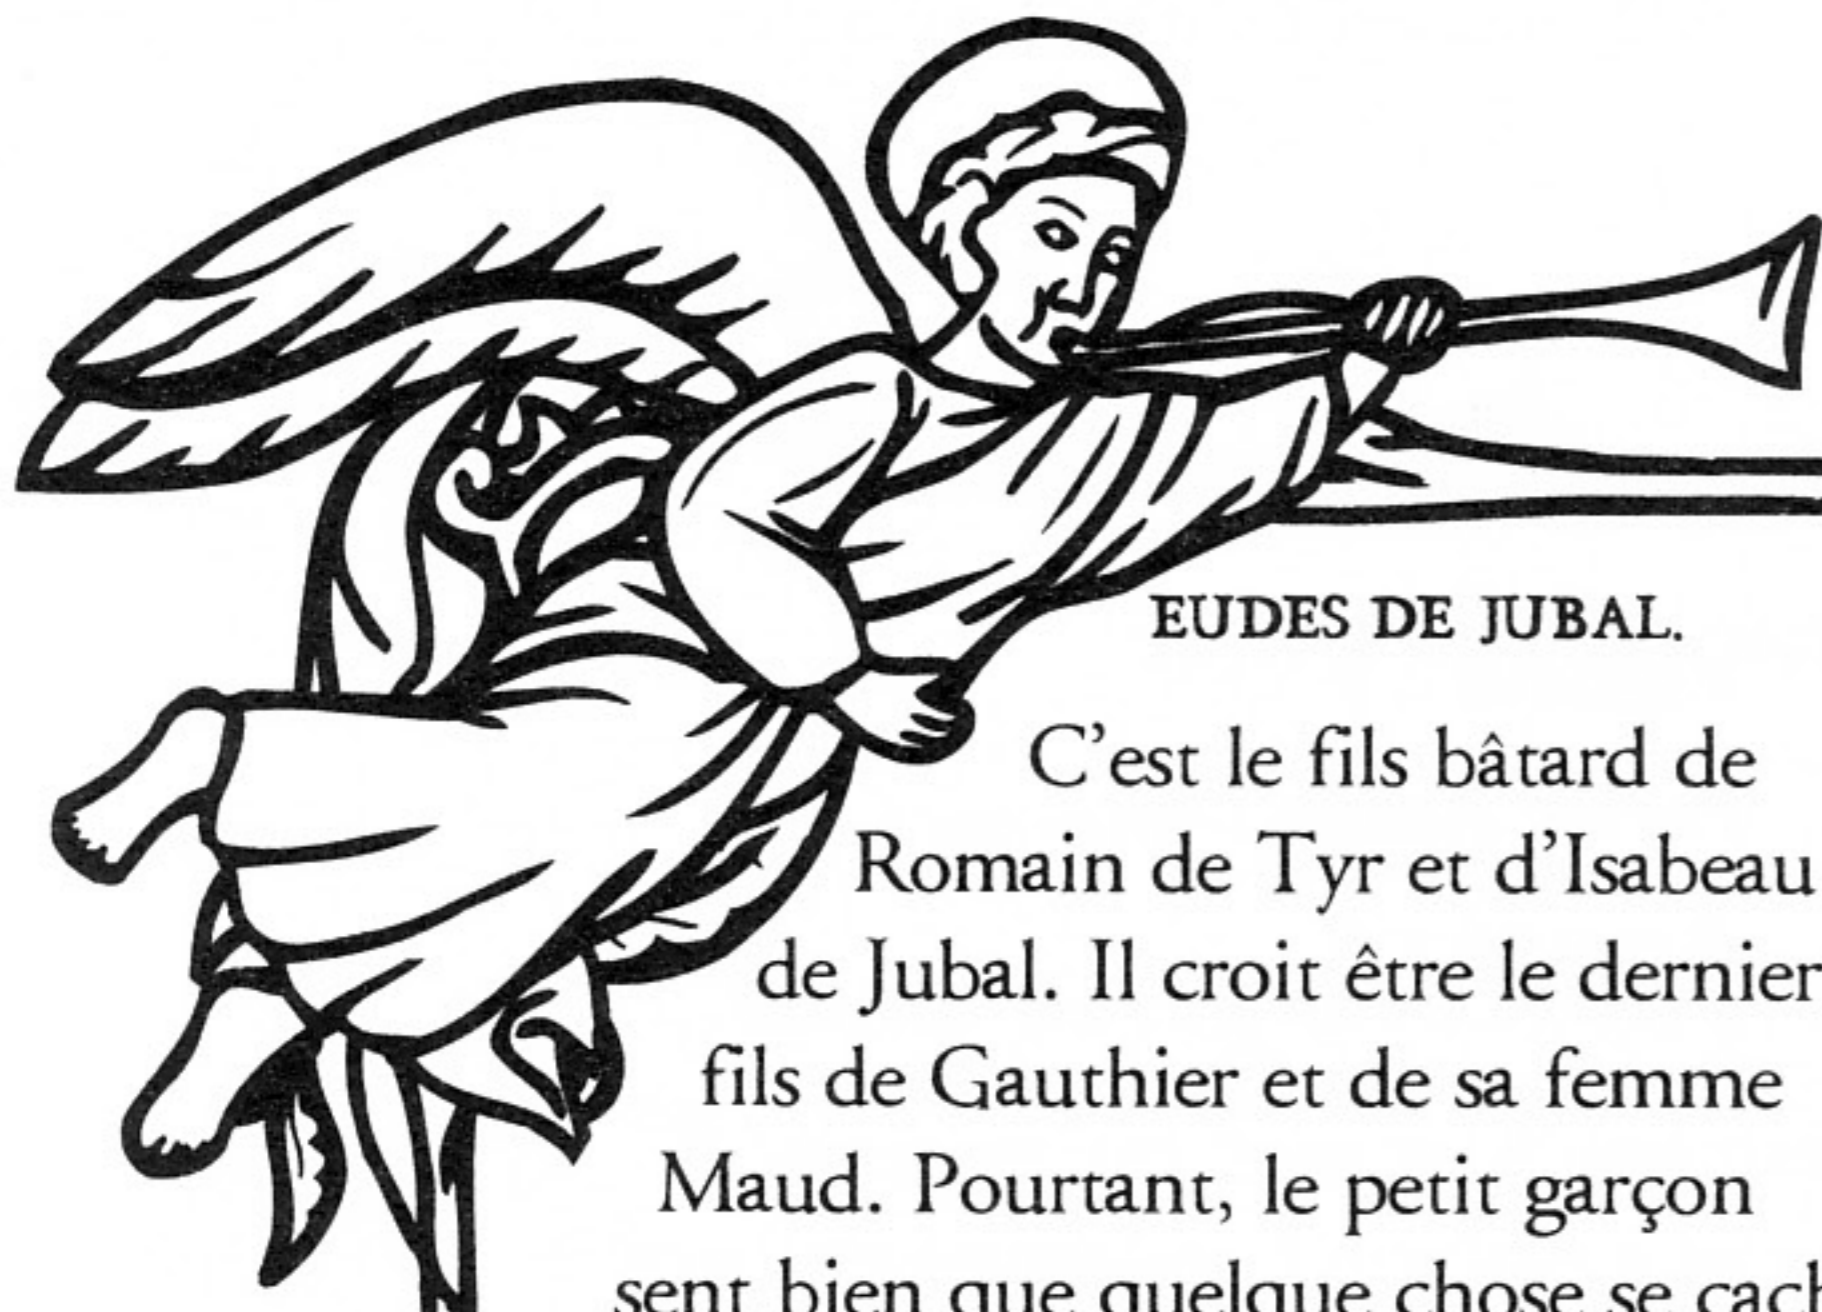 EUDES DE JUBAL.
C’est le fils bâtard de
Romain de Tyr et d’Isabeau
de Jubal. Il croit être le dernier
fils de Gauthier et de sa femme
Maud. Pourtant, le petit garçon
sent bien que quelque chose se cach